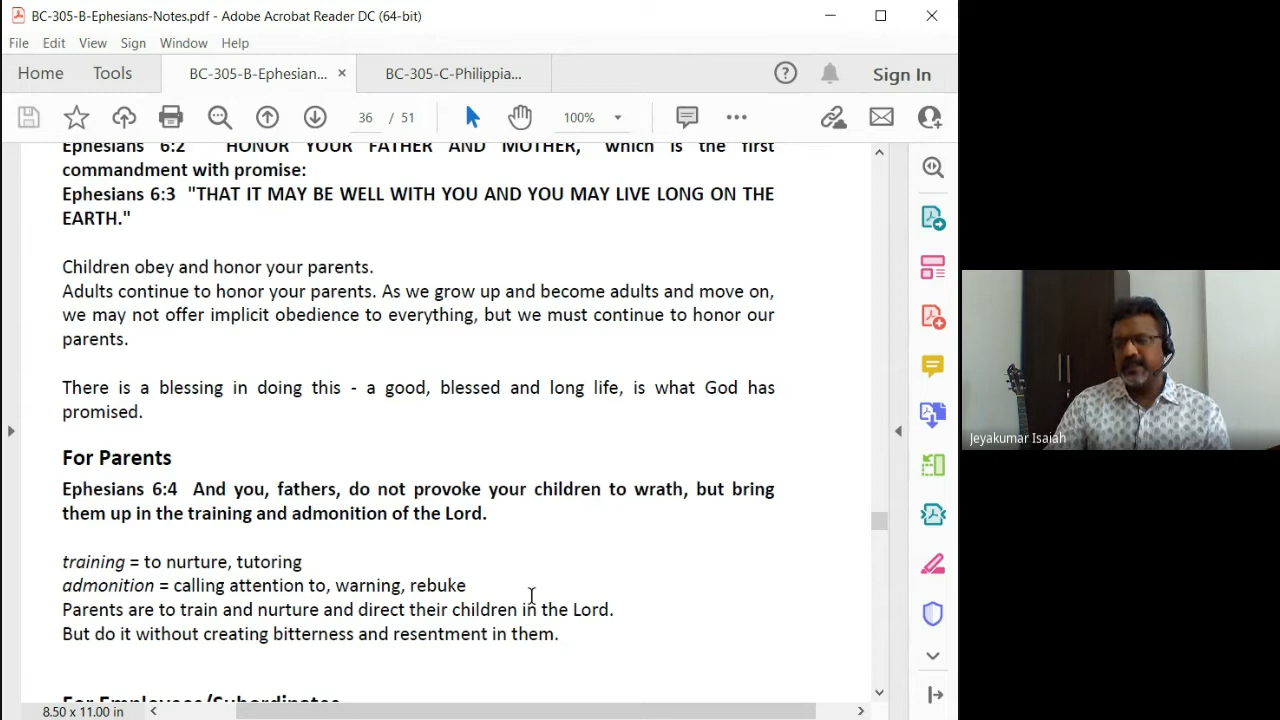 BC-305-B-Ephesians-Notes.pdf - Adobe Acrobat Reader DC (64-bit)
File Edit View Sign Window Help
Home Tools BC-305-B-Ephesian... × BC-305-C-Philippia... Sign In
36 / 51 100%
Ephesians 6:2 "HONOR YOUR FATHER AND MOTHER," which is the first
commandment with promise:
Ephesians 6:3 "THAT IT MAY BE WELL WITH YOU AND YOU MAY LIVE LONG ON THE
EARTH."
Children obey and honor your parents.
Adults continue to honor your parents. As we grow up and become adults and move on,
we may not offer implicit obedience to everything, but we must continue to honor our
parents.
There is a blessing in doing this - a good, blessed and long life, is what God has
promised.
For Parents
Ephesians 6:4 And you, fathers, do not provoke your children to wrath, but bring
them up in the training and admonition of the Lord.
training = to nurture, tutoring
admonition = calling attention to, warning, rebuke
Parents are to train and nurture and direct their children in the Lord.
But do it without creating bitterness and resentment in them.
For Employees/Subordinates
8.50 x 11.00 in
Jeyakumar Isaiah